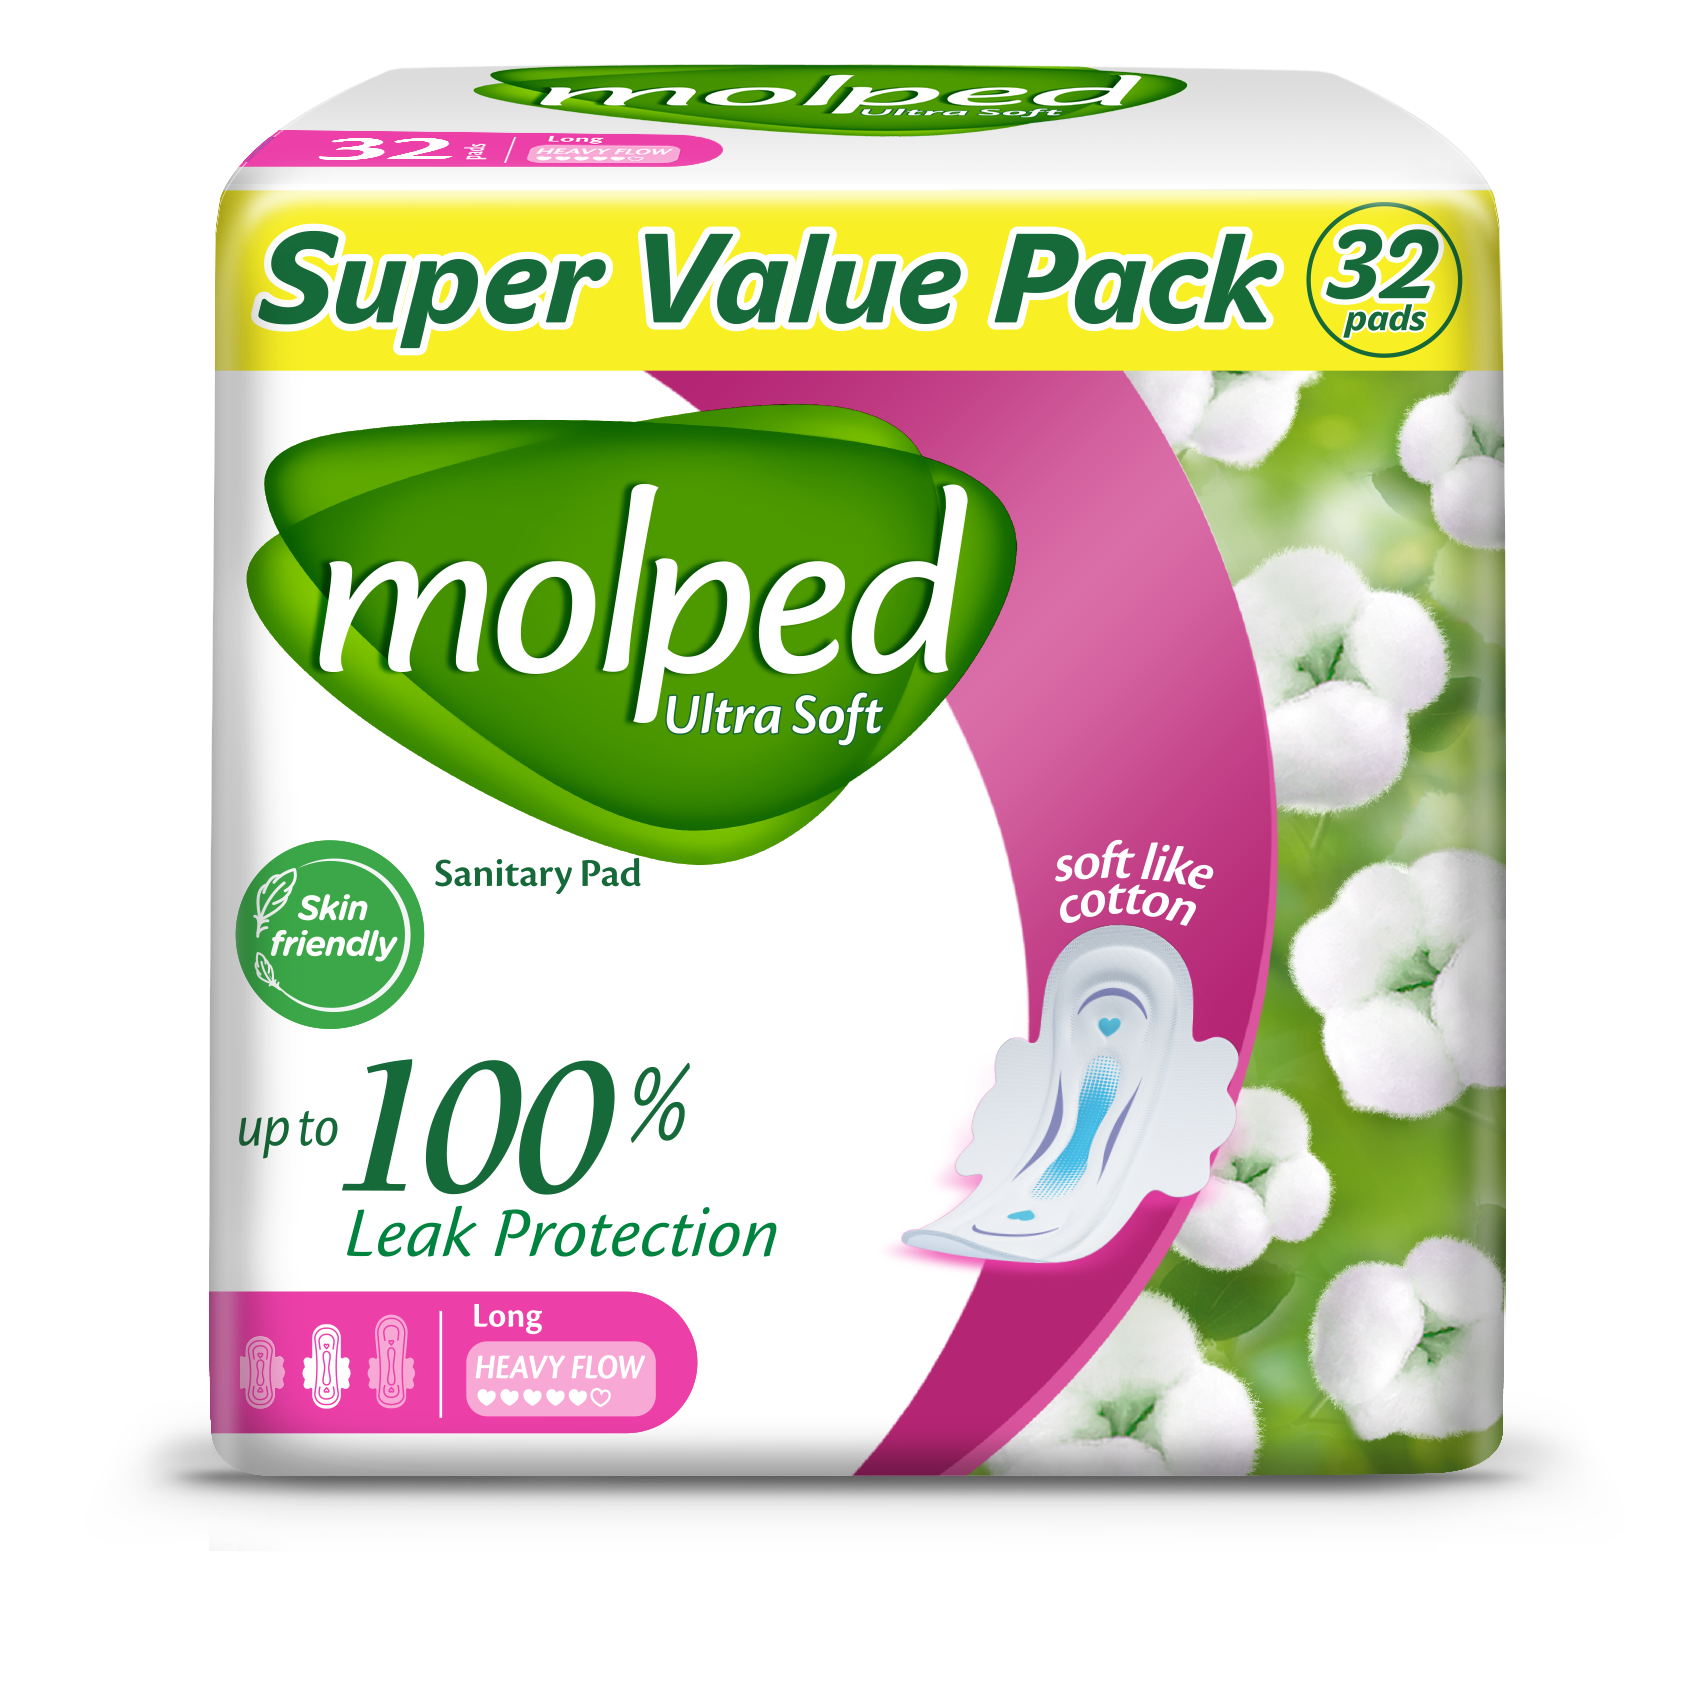 molped
Ultra Soft
32 pads
Long
HEAVY FLOW
Super Value Pack
32
pads
molped
Ultra Soft
Sanitary Pad
Skin
friendly
soft like
cotton
up to 100%
Leak Protection
Long
HEAVY FLOW